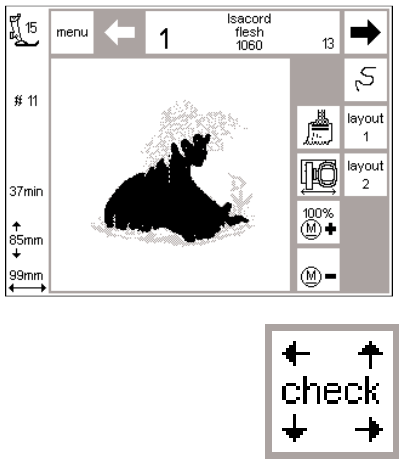 15
menu
1
Isacord
flesh
1060
13
# 11
layout
1
layout
2
37min
100%
M +
85mm
99mm
M -
check